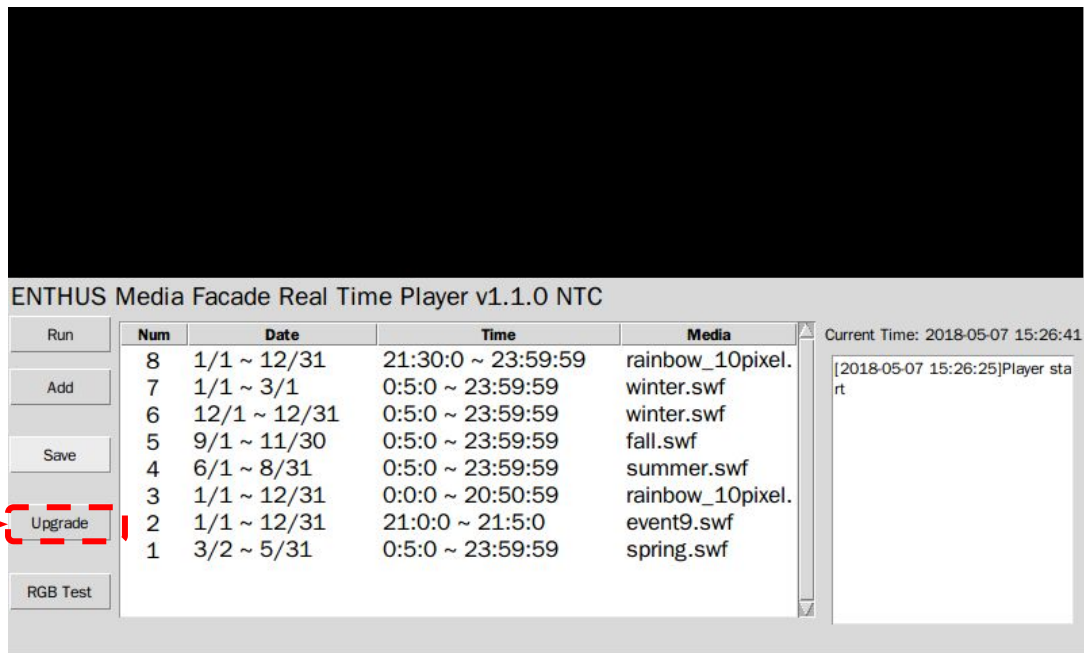 ENTHUS Media Facade Real Time Player v1.1.0 NTC
Run
Add
Save
Upgrade
RGB Test
Num Date Time Media
8 1/1 ~ 12/31 21:30:0 ~ 23:59:59 rainbow_10pixel.
7 1/1 ~ 3/1 0:5:0 ~ 23:59:59 winter.swf
6 12/1 ~ 12/31 0:5:0 ~ 23:59:59 winter.swf
5 9/1 ~ 11/30 0:5:0 ~ 23:59:59 fall.swf
4 6/1 ~ 8/31 0:5:0 ~ 23:59:59 summer.swf
3 1/1 ~ 12/31 0:0:0 ~ 20:50:59 rainbow_10pixel.
2 1/1 ~ 12/31 21:0:0 ~ 21:5:0 event9.swf
1 3/2 ~ 5/31 0:5:0 ~ 23:59:59 spring.swf
Current Time: 2018-05-07 15:26:41
[2018-05-07 15:26:25]Player sta
rt